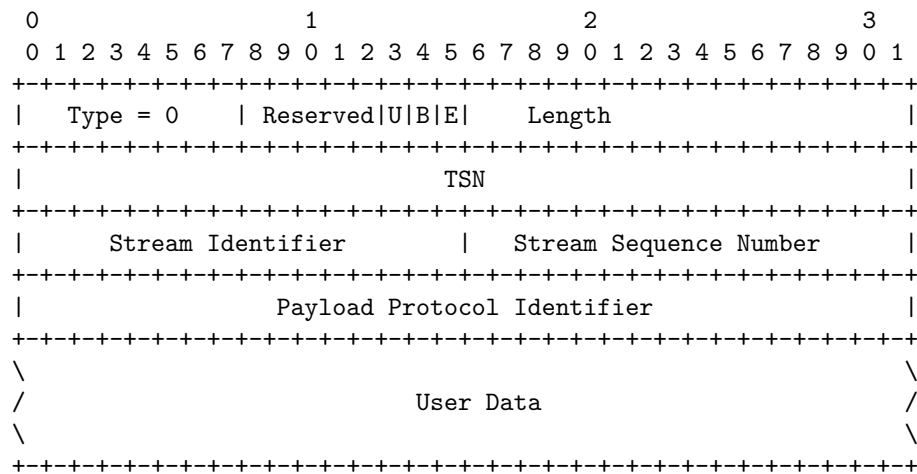 0                   1                   2                   3
 0 1 2 3 4 5 6 7 8 9 0 1 2 3 4 5 6 7 8 9 0 1 2 3 4 5 6 7 8 9 0 1
+-+-+-+-+-+-+-+-+-+-+-+-+-+-+-+-+-+-+-+-+-+-+-+-+-+-+-+-+-+-+-+-+
|   Type = 0    | Reserved|U|B|E|    Length                     |
+-+-+-+-+-+-+-+-+-+-+-+-+-+-+-+-+-+-+-+-+-+-+-+-+-+-+-+-+-+-+-+-+
|                              TSN                              |
+-+-+-+-+-+-+-+-+-+-+-+-+-+-+-+-+-+-+-+-+-+-+-+-+-+-+-+-+-+-+-+-+
|      Stream Identifier        |   Stream Sequence Number      |
+-+-+-+-+-+-+-+-+-+-+-+-+-+-+-+-+-+-+-+-+-+-+-+-+-+-+-+-+-+-+-+-+
|                  Payload Protocol Identifier                  |
+-+-+-+-+-+-+-+-+-+-+-+-+-+-+-+-+-+-+-+-+-+-+-+-+-+-+-+-+-+-+-+-+
\                                                               \
/                            User Data                          /
\                                                               \
+-+-+-+-+-+-+-+-+-+-+-+-+-+-+-+-+-+-+-+-+-+-+-+-+-+-+-+-+-+-+-+-+